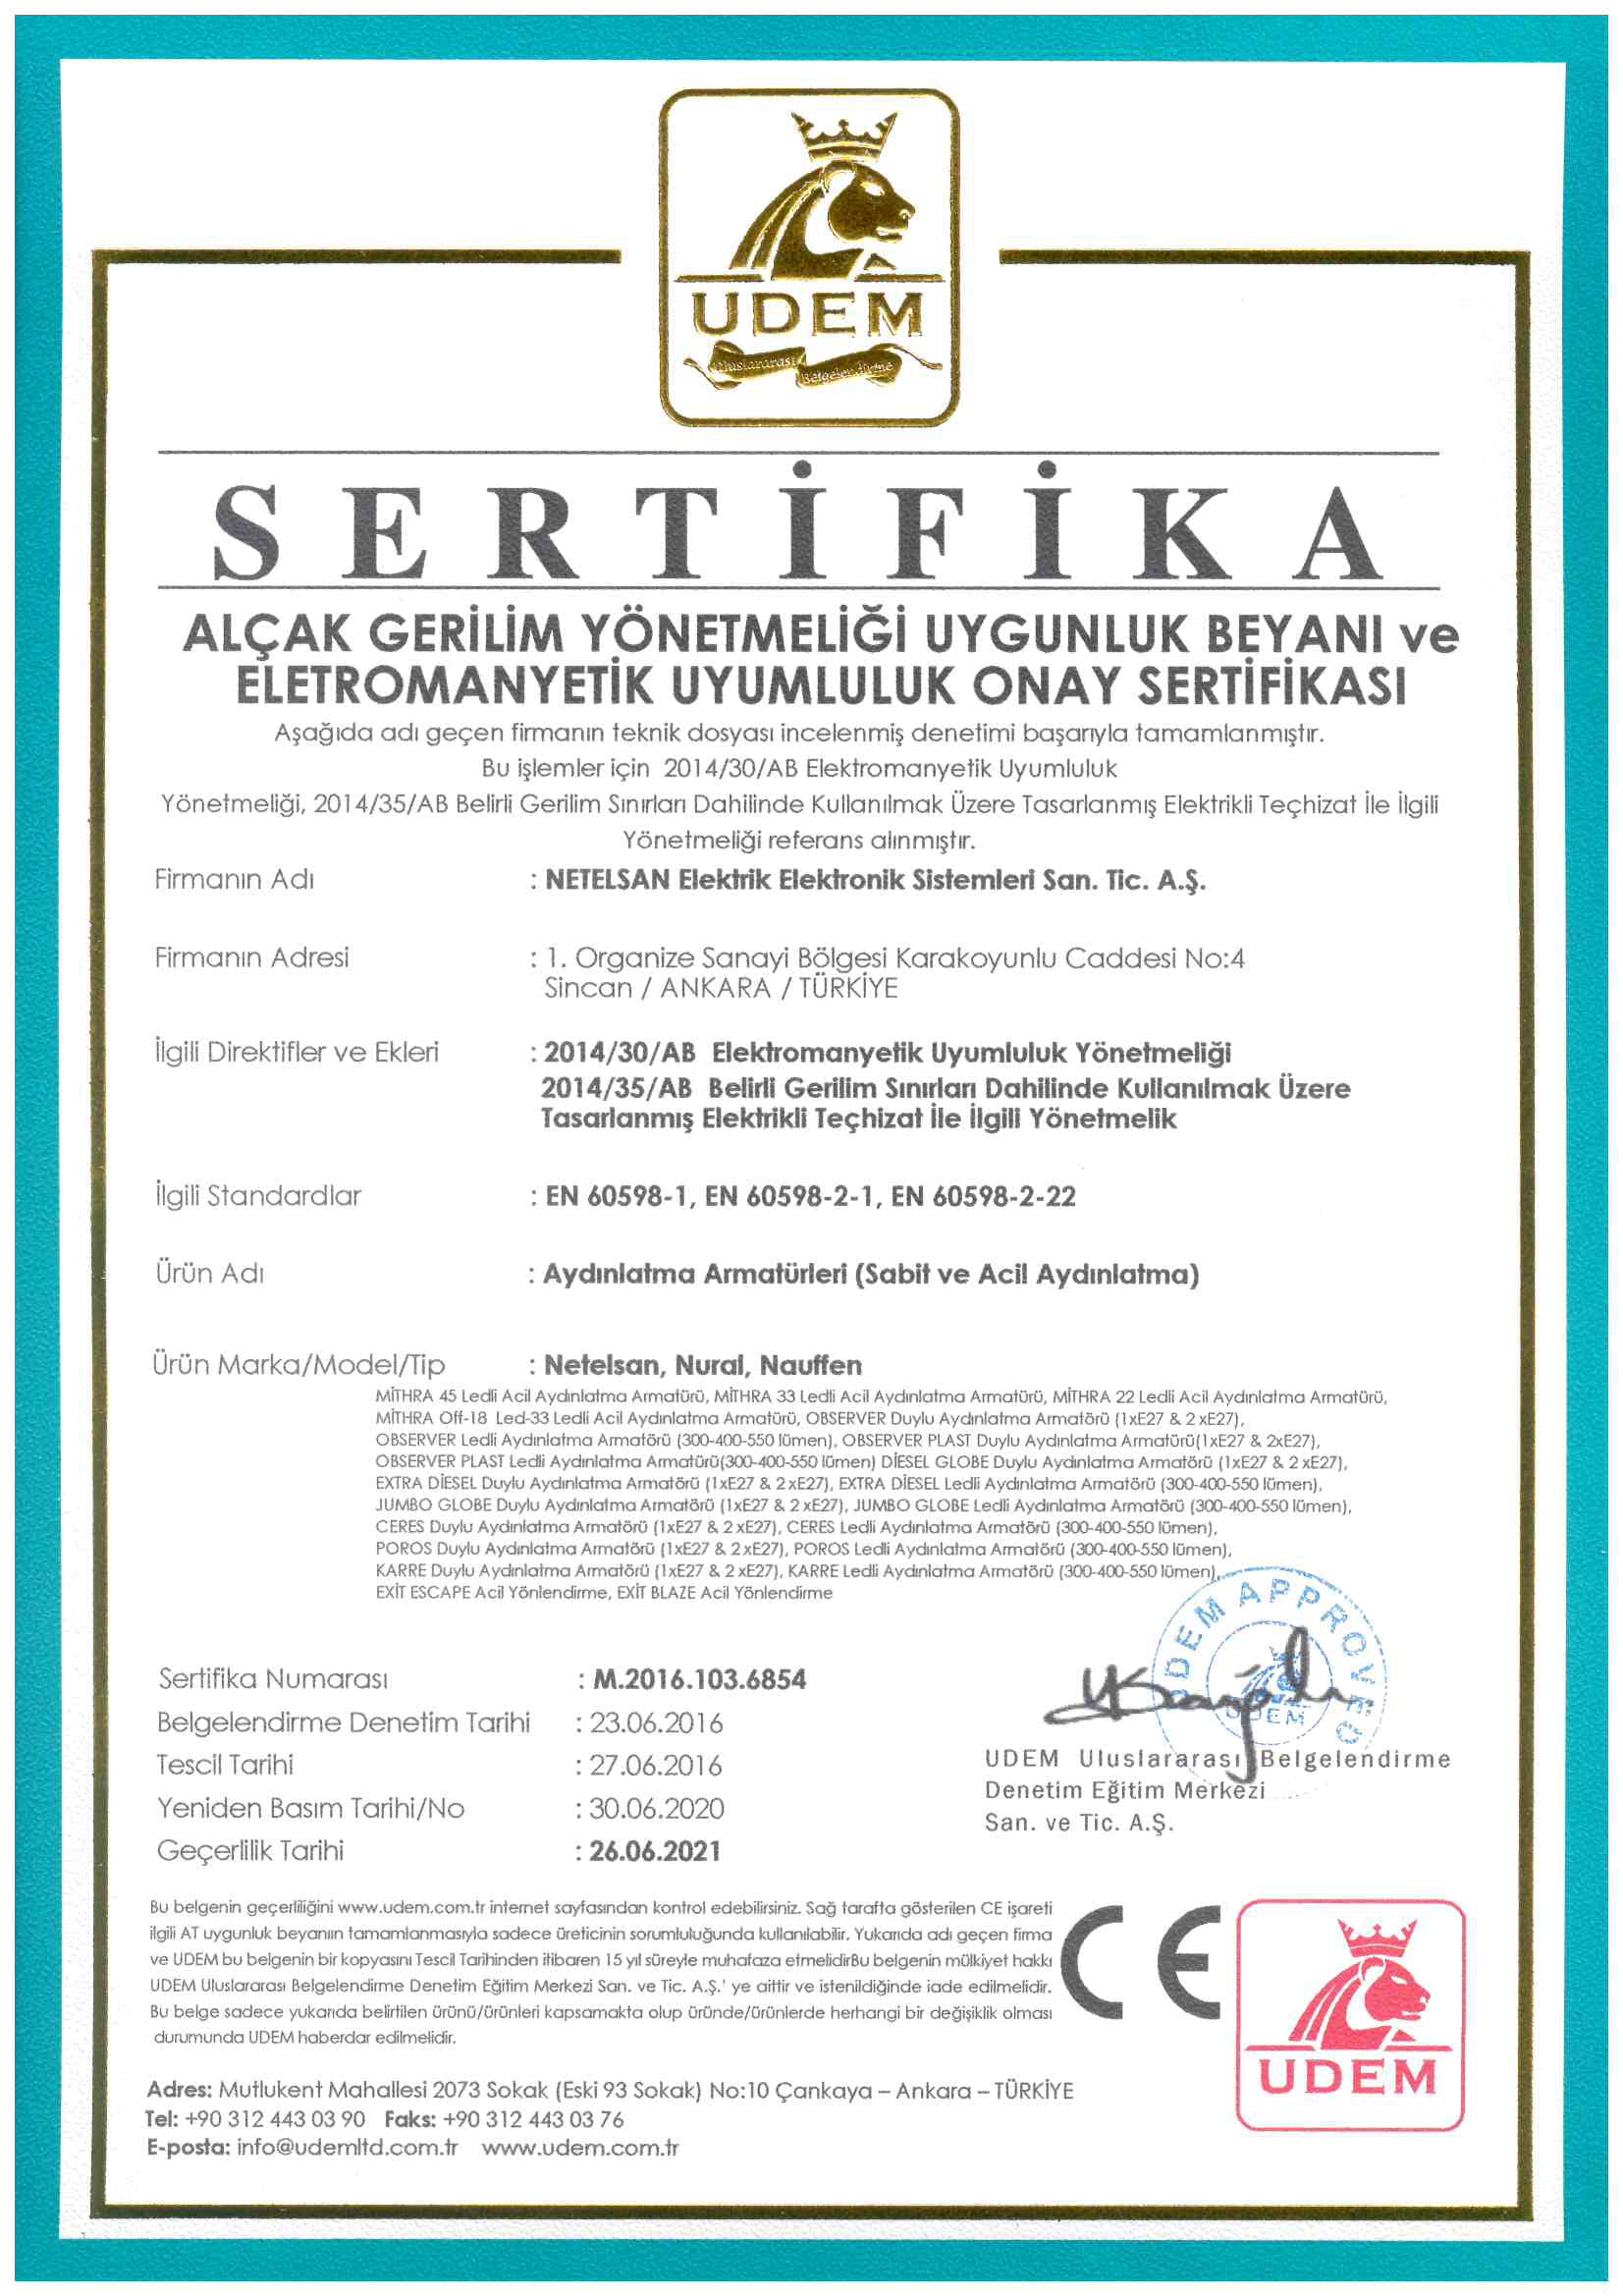 UDEM
Uluslararası
Belgelendirme
SERTİFİKA
ALÇAK GERİLİM YÖNETMELİĞİ UYGUNLUK BEYANI ve
ELETROMANYETİK UYUMLULUK ONAY SERTİFİKASI
Aşağıda adı geçen firmanın teknik dosyası incelenmiş denetimi başarıyla tamamlanmıştır.
Bu işlemler için 2014/30/AB Elektromanyetik Uyumluluk
Yönetmeliği, 2014/35/AB Belirli Gerilim Sınırları Dahilinde Kullanılmak Üzere Tasarlanmış Elektrikli Teçhizat İle İlgili
Yönetmeliği referans alınmıştır.
Firmanın Adı : NETELSAN Elektrik Elektronik Sistemleri San. Tic. A.Ş.
Firmanın Adresi : 1. Organize Sanayi Bölgesi Karakoyunlu Caddesi No:4
Sincan / ANKARA / TÜRKİYE
İlgili Direktifler ve Ekleri : 2014/30/AB Elektromanyetik Uyumluluk Yönetmeliği
2014/35/AB Belirli Gerilim Sınırları Dahilinde Kullanılmak Üzere
Tasarlanmış Elektrikli Teçhizat İle İlgili Yönetmelik
İlgili Standardlar : EN 60598-1, EN 60598-2-1, EN 60598-2-22
Ürün Adı : Aydınlatma Armatürleri (Sabit ve Acil Aydınlatma)
Ürün Marka/Model/Tip : Netelsan, Nural, Nauffen
MİTHRA 45 Ledli Acil Aydınlatma Armatürü, MİTHRA 33 Ledli Acil Aydınlatma Armatürü, MİTHRA 22 Ledli Acil Aydınlatma Armatürü,
MİTHRA Off-18 Led-33 Ledli Acil Aydınlatma Armatürü, OBSERVER Duylu Aydınlatma Armatörü (1xE27 & 2 xE27),
OBSERVER Ledli Aydınlatma Armatörü (300-400-550 lümen), OBSERVER PLAST Duylu Aydınlatma Armatürü(1xE27 & 2xE27),
OBSERVER PLAST Ledli Aydınlatma Armatürü(300-400-550 lümen) DİESEL GLOBE Duylu Aydınlatma Armatörü (1xE27 & 2 xE27),
EXTRA DİESEL Duylu Aydınlatma Armatörü (1xE27 & 2 xE27), EXTRA DİESEL Ledli Aydınlatma Armatörü (300-400-550 lümen),
JUMBO GLOBE Duylu Aydınlatma Armatörü (1xE27 & 2 xE27), JUMBO GLOBE Ledli Aydınlatma Armatörü (300-400-550 lümen),
CERES Duylu Aydınlatma Armatörü (1xE27 & 2 xE27), CERES Ledli Aydınlatma Armatörü (300-400-550 lümen),
POROS Duylu Aydınlatma Armatörü (1xE27 & 2 xE27), POROS Ledli Aydınlatma Armatörü (300-400-550 lümen),
KARRE Duylu Aydınlatma Armatörü (1xE27 & 2 xE27), KARRE Ledli Aydınlatma Armatörü (300-400-550 lümen),
EXİT ESCAPE Acil Yönlendirme, EXİT BLAZE Acil Yönlendirme
UDEM APPROVED
UDEM
Sertifika Numarası : M.2016.103.6854
Belgelendirme Denetim Tarihi : 23.06.2016
Tescil Tarihi : 27.06.2016
Yeniden Basım Tarihi/No : 30.06.2020
Geçerlilik Tarihi : 26.06.2021
UDEM Uluslararası Belgelendirme
Denetim Eğitim Merkezi
San. ve Tic. A.Ş.
Bu belgenin geçerliliğini www.udem.com.tr internet sayfasından kontrol edebilirsiniz. Sağ tarafta gösterilen CE işareti
ilgili AT uygunluk beyanıın tamamlanmasıyla sadece üreticinin sorumluluğunda kullanılabilir. Yukarıda adı geçen firma
ve UDEM bu belgenin bir kopyasını Tescil Tarihinden itibaren 15 yıl süreyle muhafaza etmelidirBu belgenin mülkiyet hakkı
UDEM Uluslararası Belgelendirme Denetim Eğitim Merkezi San. ve Tic. A.Ş.' ye aittir ve istenildiğinde iade edilmelidir.
Bu belge sadece yukarıda belirtilen ürünü/ürünleri kapsamakta olup üründe/ürünlerde herhangi bir değişiklik olması
durumunda UDEM haberdar edilmelidir.
CE
UDEM
Adres: Mutlukent Mahallesi 2073 Sokak (Eski 93 Sokak) No:10 Çankaya – Ankara – TÜRKİYE
Tel: +90 312 443 03 90 Faks: +90 312 443 03 76
E-posta: info@udemltd.com.tr www.udem.com.tr